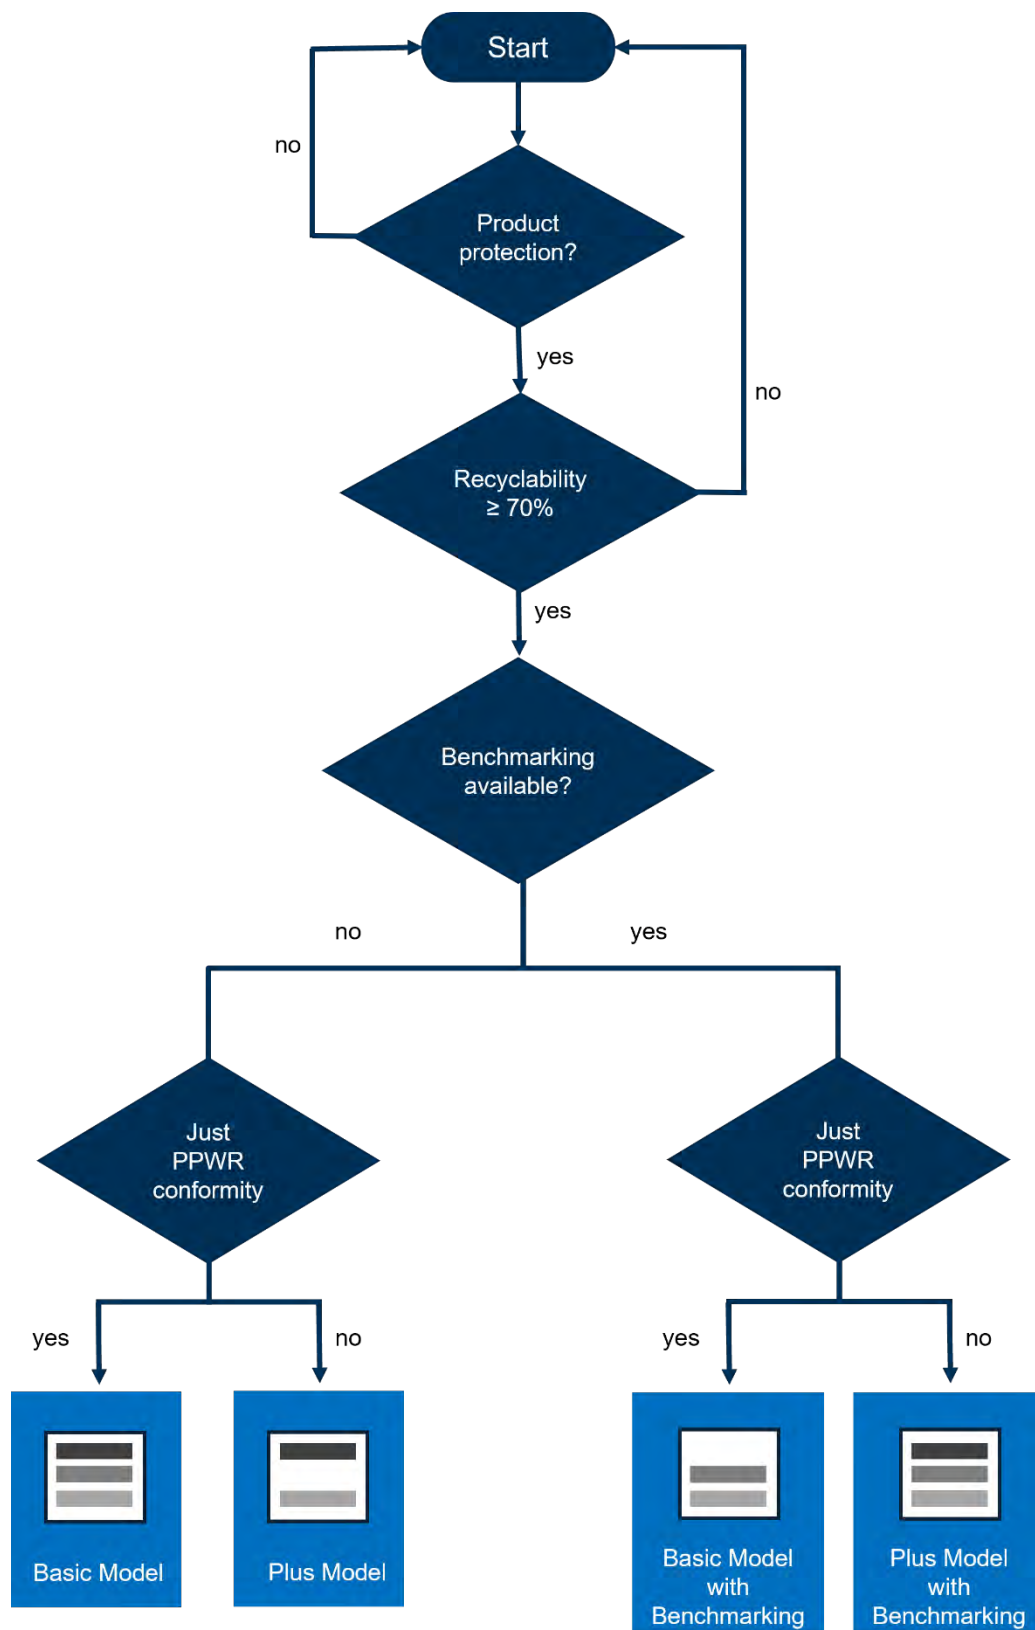 Start
no
Product
protection?
yes
no
Recyclability
≥ 70%
yes
Benchmarking
available?
no
yes
Just
PPWR
conformity
Just
PPWR
conformity
yes
no
yes
no
Basic Model
Plus Model
Basic Model
with
Benchmarking
Plus Model
with
Benchmarking